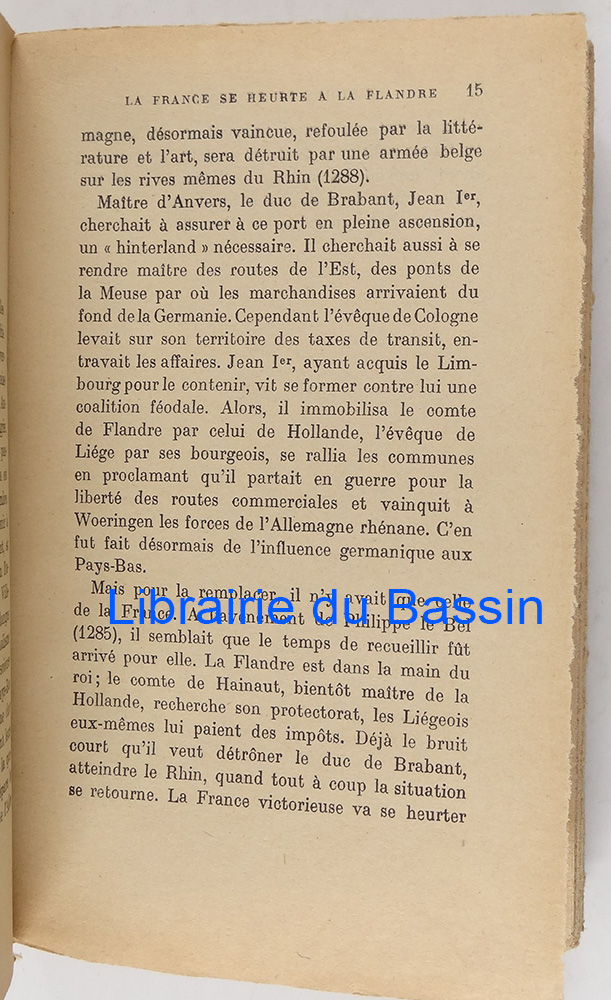 LA FRANCE SE HEURTE A LA FLANDRE 15
magne, désormais vaincue, refoulée par la litté-
rature et l'art, sera détruit par une armée belge
sur les rives mêmes du Rhin (1288).
Maître d'Anvers, le duc de Brabant, Jean Ier,
cherchait à assurer à ce port en pleine ascension,
un « hinterland » nécessaire. Il cherchait aussi à se
rendre maître des routes de l'Est, des ponts de
la Meuse par où les marchandises arrivaient du
fond de la Germanie. Cependant l'évêque de Cologne
levait sur son territoire des taxes de transit, en-
travait les affaires. Jean Ier, ayant acquis le Lim-
bourg pour le contenir, vit se former contre lui une
coalition féodale. Alors, il immobilisa le comte
de Flandre par celui de Hollande, l'évêque de
Liége par ses bourgeois, se rallia les communes
en proclamant qu'il partait en guerre pour la
liberté des routes commerciales et vainquit à
Woeringen les forces de l'Allemagne rhénane. C'en
fut fait désormais de l'influence germanique aux
Pays-Bas.
Mais pour la remplacer, il n'y avait que celle
de la France. A l'avènement de Philippe le Bel
Librairie du Bassin
(1285), il semblait que le temps de recueillir fût
arrivé pour elle. La Flandre est dans la main du
roi ; le comte de Hainaut, bientôt maître de la
Hollande, recherche son protectorat, les Liégeois
eux-mêmes lui paient des impôts. Déjà le bruit
court qu'il veut détrôner le duc de Brabant,
atteindre le Rhin, quand tout à coup la situation
se retourne. La France victorieuse va se heurter